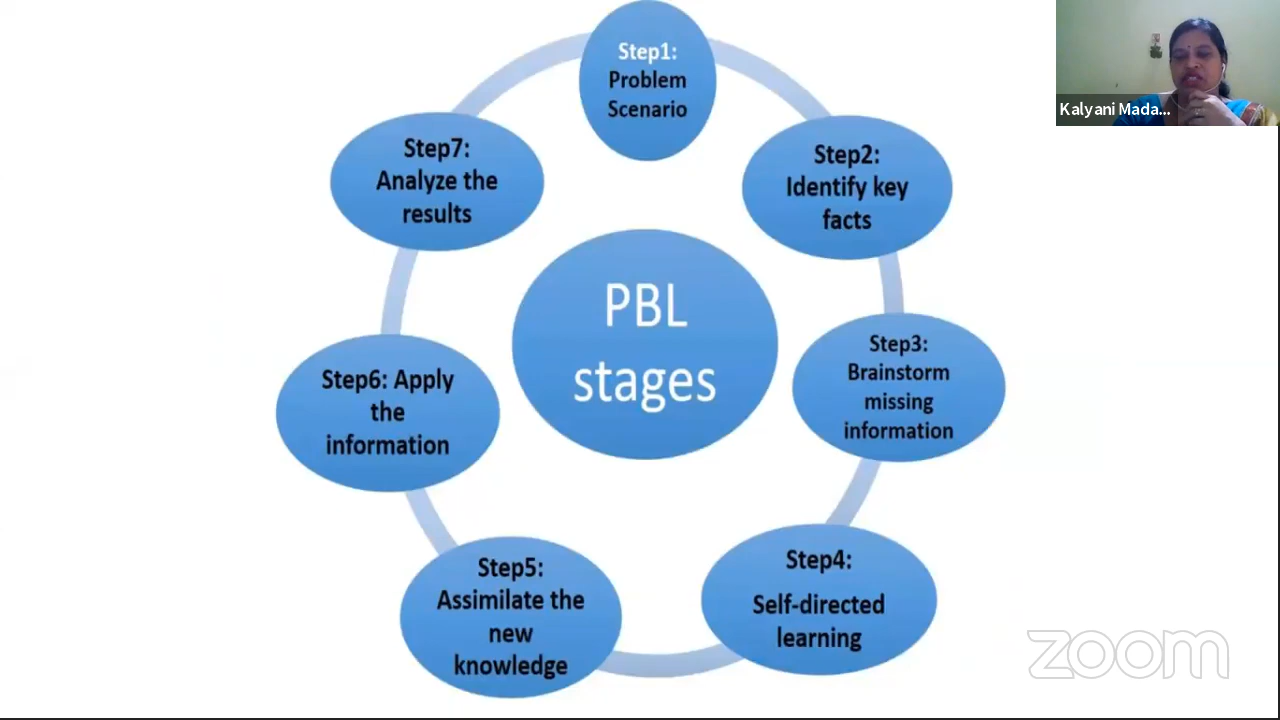 Step1:
Problem
Scenario
Step2:
Identify key
facts
Step3:
Brainstorm
missing
information
Step4:
Self-directed
learning
Step5:
Assimilate the
new
knowledge
Step6: Apply
the
information
Step7:
Analyze the
results
PBL
stages
Kalyani Mada...
zoom